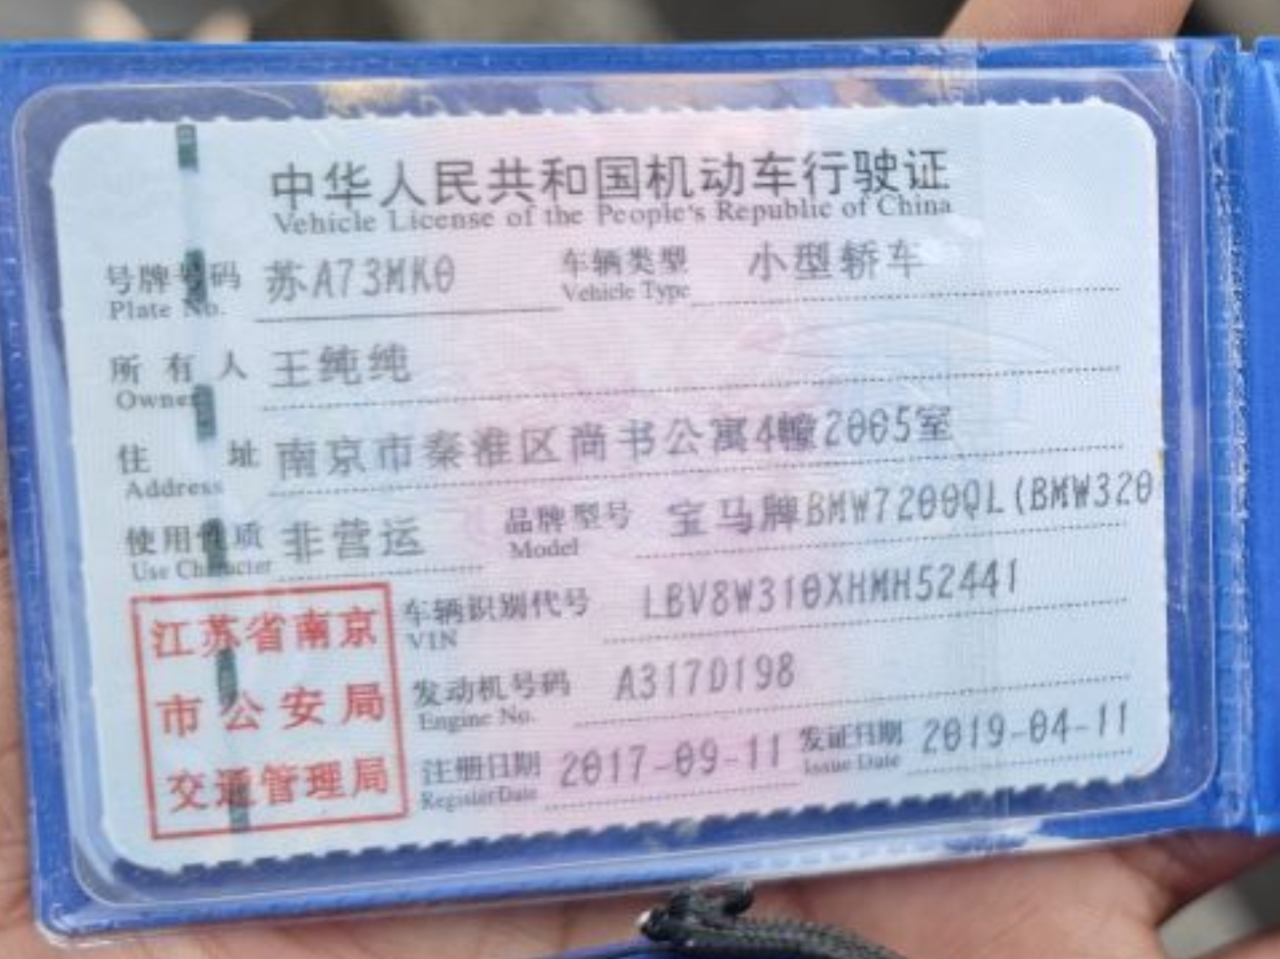 中华人民共和国机动车行驶证
Vehicle License of the People's Republic of China
号牌号码 苏A73MK0 车辆类型 小型轿车
Plate No. Vehicle Type
所有人 王纯纯
Owner
住址 南京市秦淮区尚书公寓4幢2005室
Address
使用性质 非营运 品牌型号 宝马牌BMW7200QL(BMW320
Use Character Model
江苏省南京
市公安局
交通管理局
车辆识别代号 LBV8W310XHMH52441
VIN
发动机号码 A317D198
Engine No.
注册日期 2017-09-11 发证日期 2019-04-11
Register Date Issue Date